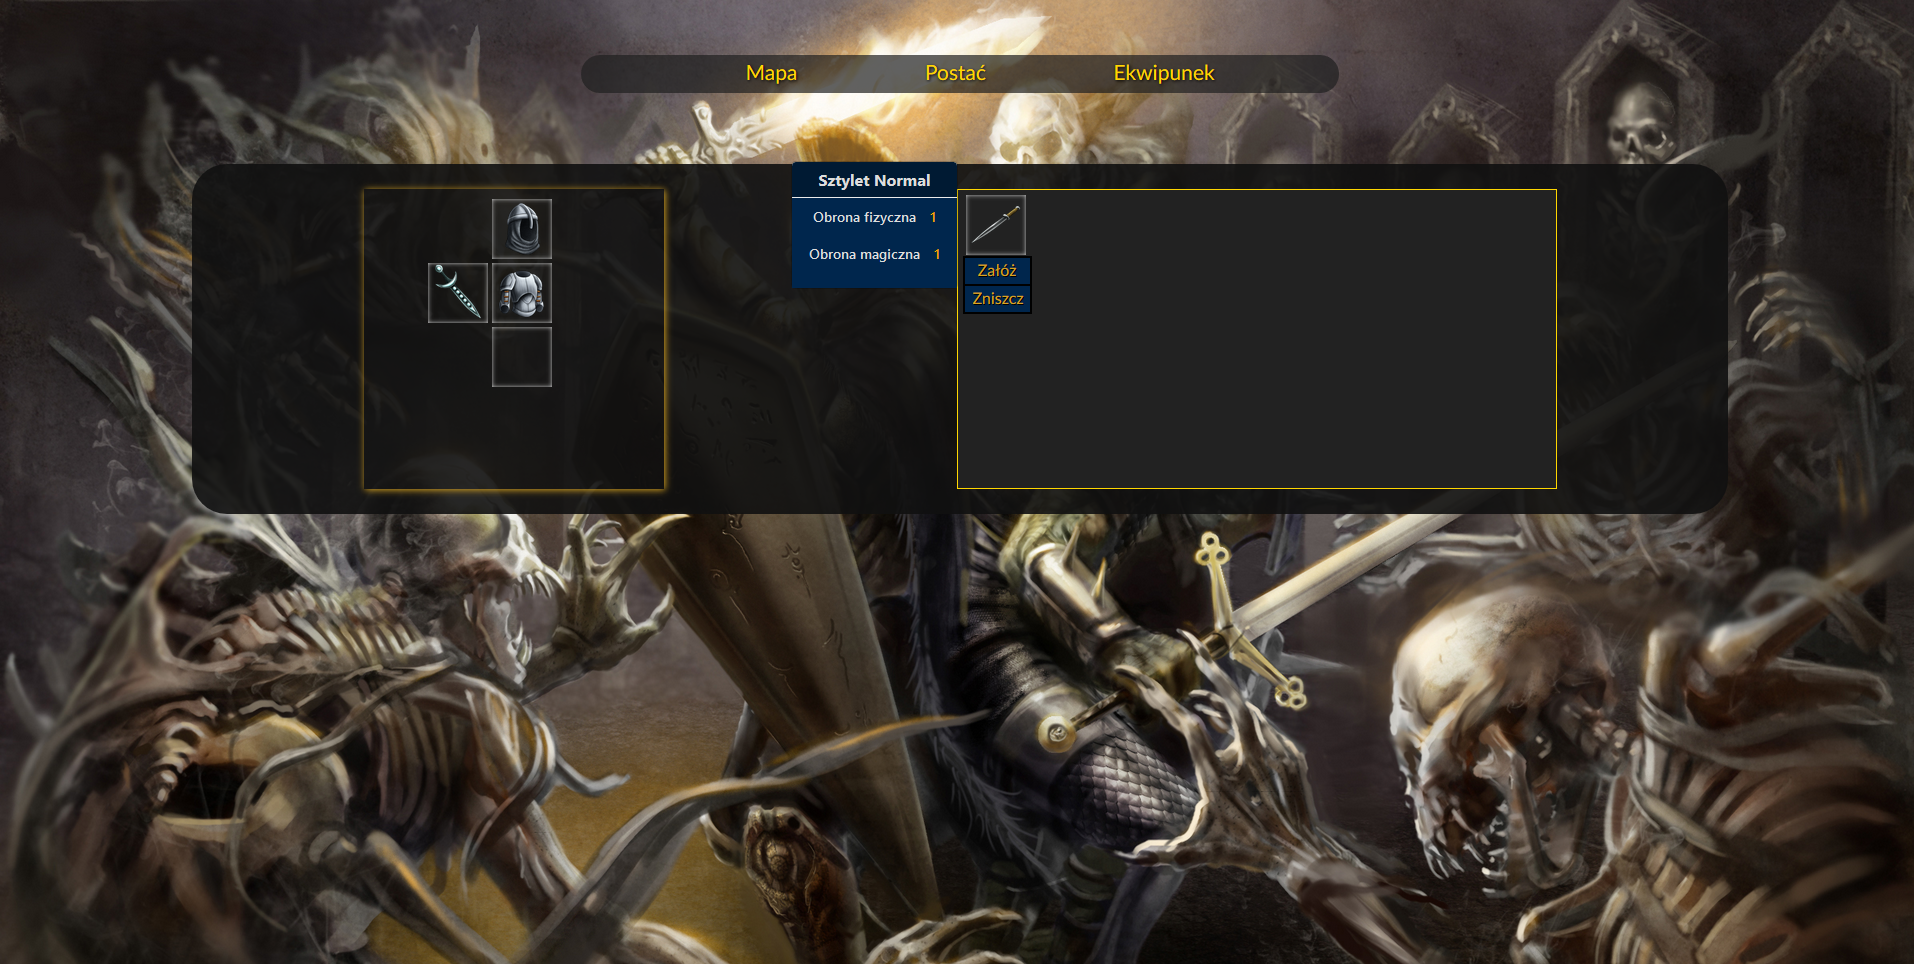 Mapa Postać Ekwipunek
Sztylet Normal
Obrona fizyczna 1
Obrona magiczna 1
Załóż
Zniszcz